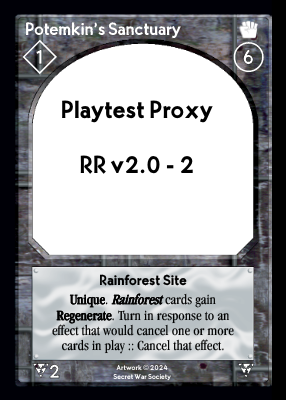 Potemkin's Sanctuary
1
6
Playtest Proxy
RR v2.0 - 2
Rainforest Site
Unique. Rainforest cards gain
Regenerate. Turn in response to an
effect that would cancel one or more
cards in play :: Cancel that effect.
2
Artwork © 2024
Secret War Society